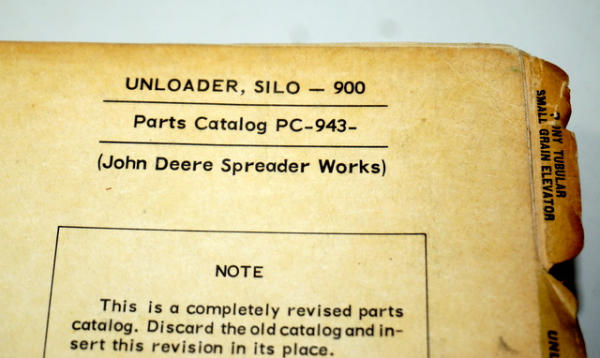 UNLOADER, SILO — 900
Parts Catalog PC-943-
(John Deere Spreader Works)
NOTE
This is a completely revised parts
catalog. Discard the old catalog and in-
sert this revision in its place.
TUBULAR
SMALL GRAIN ELEVATOR